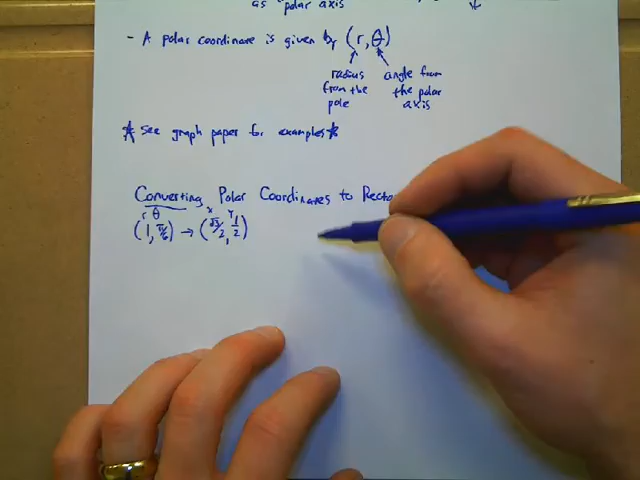 as polar axis
- A polar coordinate is given by (r, θ)
radius from the pole
angle from the polar axis
* See graph paper for examples *
Converting Polar Coordinates to
r θ x y
(1, π/6) → (√3/2, 1/2)